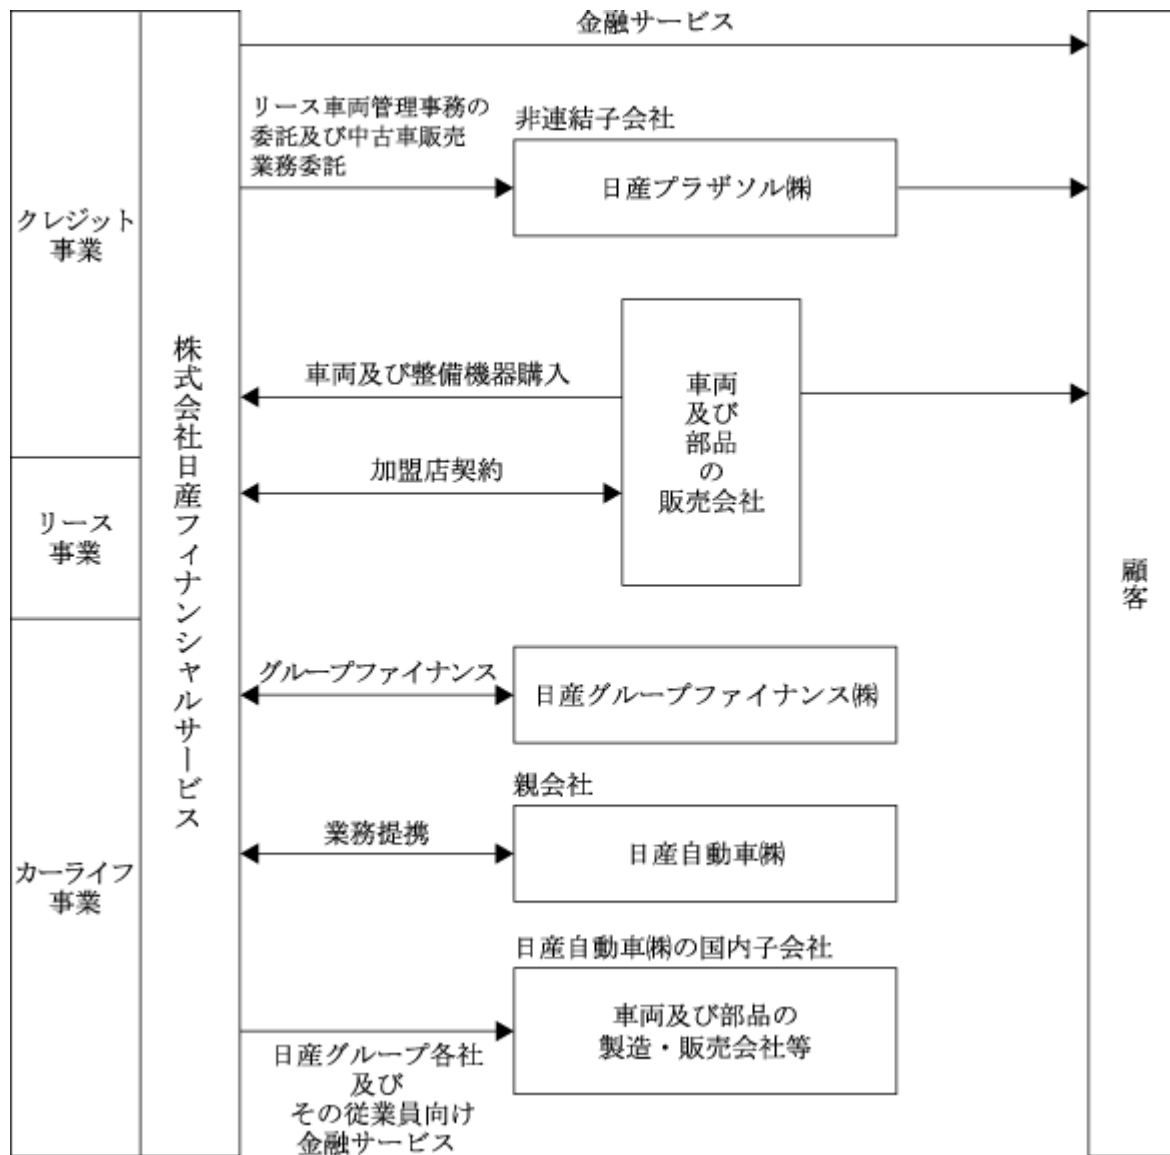 金融サービス
リース車両管理事務の
委託及び中古車販売
業務委託
非連結子会社
日産プラザソル㈱
クレジット
事業
株式会社日産フィナンシャルサービス
車両及び整備機器購入
車両
及び
部品
の
販売会社
加盟店契約
リース
事業
顧客
グループファイナンス
日産グループファイナンス㈱
親会社
業務提携
日産自動車㈱
カーライフ
事業
日産自動車㈱の国内子会社
車両及び部品の
製造・販売会社等
日産グループ各社
及び
その従業員向け
金融サービス